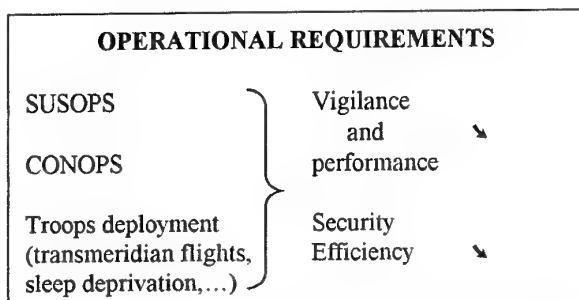 OPERATIONAL REQUIREMENTS
SUSOPS
CONOPS
Troops deployment
(transmeridian flights,
sleep deprivation,...)
Vigilance
and
performance ↘
Security
Efficiency ↘